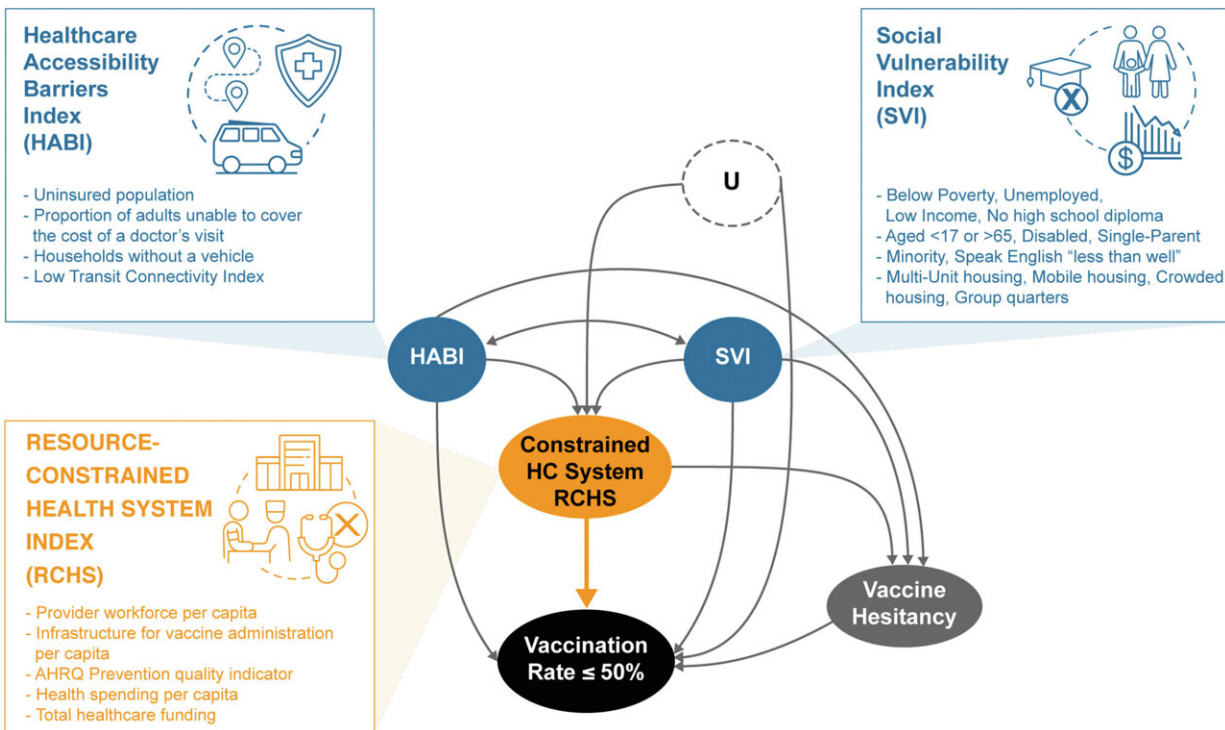 Healthcare
Accessibility
Barriers
Index
(HABI)
- Uninsured population
- Proportion of adults unable to cover
the cost of a doctor's visit
- Households without a vehicle
- Low Transit Connectivity Index
Social
Vulnerability
Index
(SVI)
X
$
- Below Poverty, Unemployed,
Low Income, No high school diploma
- Aged <17 or >65, Disabled, Single-Parent
- Minority, Speak English “less than well”
- Multi-Unit housing, Mobile housing, Crowded
housing, Group quarters
U
HABI
SVI
Constrained
HC System
RCHS
Vaccine
Hesitancy
Vaccination
Rate ≤ 50%
RESOURCE-
CONSTRAINED
HEALTH SYSTEM
INDEX
(RCHS)
X
- Provider workforce per capita
- Infrastructure for vaccine administration
per capita
- AHRQ Prevention quality indicator
- Health spending per capita
- Total healthcare funding